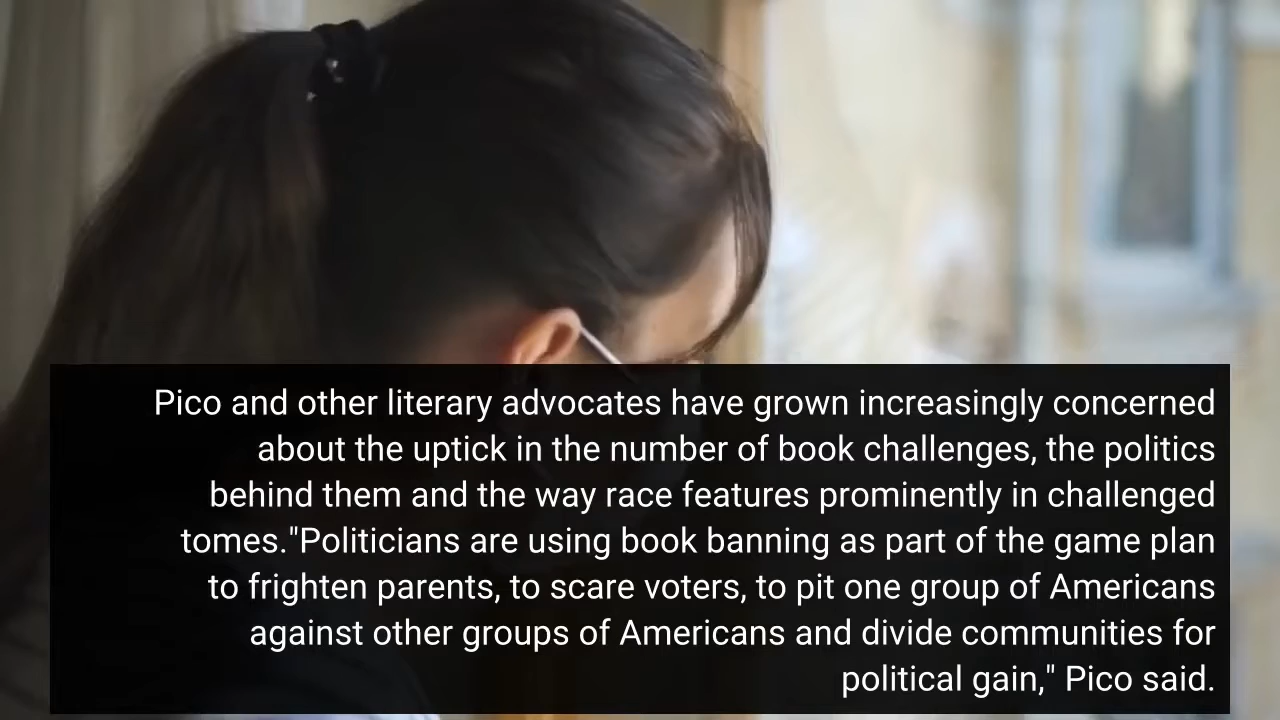 Pico and other literary advocates have grown increasingly concerned
about the uptick in the number of book challenges, the politics
behind them and the way race features prominently in challenged
tomes."Politicians are using book banning as part of the game plan
to frighten parents, to scare voters, to pit one group of Americans
against other groups of Americans and divide communities for
political gain," Pico said.